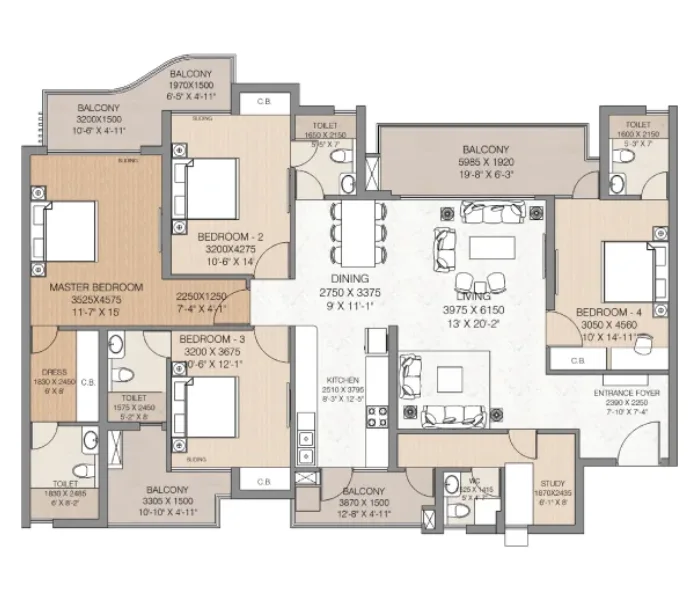 BALCONY
1970X1500
6'-5" X 4'-11"
C.B.
BALCONY
3200X1500
10'-6" X 4'-11"
SLIDING
TOILET
1650 X 2150
5'-5" X 7'
TOILET
1600 X 2150
5'-3" X 7'
BALCONY
5985 X 1920
19'-8" X 6'-3"
SLIDING
BEDROOM - 2
3200X4275
10'-6" X 14'
MASTER BEDROOM
3525X4575
11'-7" X 15'
2250X1250
7'-4" X 4'-1"
DINING
2750 X 3375
9' X 11'-1"
LIVING
3975 X 6150
13' X 20'-2"
BEDROOM - 4
3050 X 4560
10' X 14'-11"
C.B.
BEDROOM - 3
3200 X 3675
10'-6" X 12'-1"
DRESS
1830 X 2450
6' X 8'
C.B.
TOILET
1575 X 2450
5'-2" X 8'
KITCHEN
2510 X 3795
8'-3" X 12'-5"
ENTRANCE FOYER
2390 X 2250
7'-10" X 7'-4"
SLIDING
C.B.
TOILET
1830 X 2485
6' X 8'-2"
BALCONY
3305 X 1500
10'-10" X 4'-11"
BALCONY
3870 X 1500
12'-8" X 4'-11"
WC
STUDY
1870X2435
6'-1" X 8'